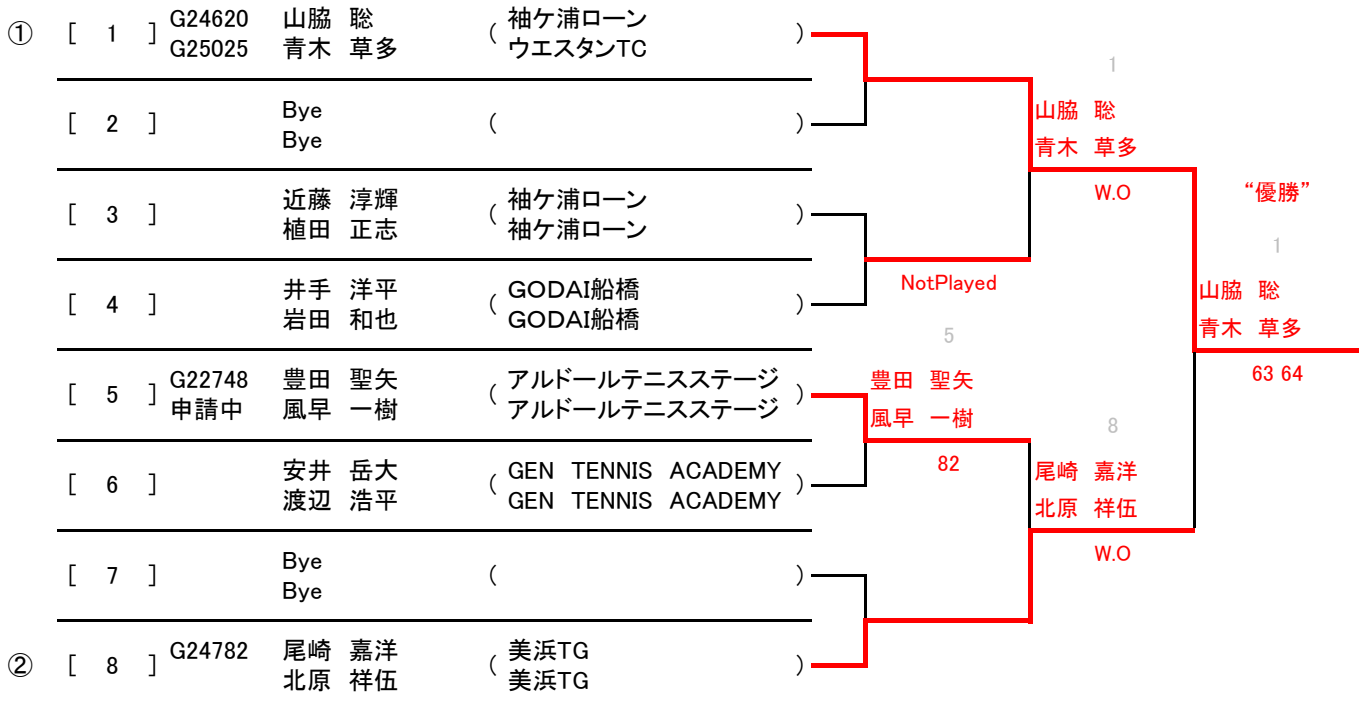 ① [ 1 ] G24620 山脇 聡 ( 袖ケ浦ローン )
G25025 青木 草多 ウエスタンTC
1
[ 2 ] Bye ( )
Bye
山脇 聡
青木 草多
W.O
“優勝”
[ 3 ] 近藤 淳輝 ( 袖ケ浦ローン )
植田 正志 袖ケ浦ローン
1
[ 4 ] 井手 洋平 ( GODAI船橋 )
岩田 和也 GODAI船橋
NotPlayed
山脇 聡
青木 草多
63 64
5
[ 5 ] G22748 豊田 聖矢 ( アルドールテニスステージ )
申請中 風早 一樹 アルドールテニスステージ
豊田 聖矢
風早 一樹
82
8
[ 6 ] 安井 岳大 ( GEN TENNIS ACADEMY )
渡辺 浩平 GEN TENNIS ACADEMY
尾崎 嘉洋
北原 祥伍
W.O
[ 7 ] Bye ( )
Bye
② [ 8 ] G24782 尾崎 嘉洋 ( 美浜TG )
北原 祥伍 美浜TG